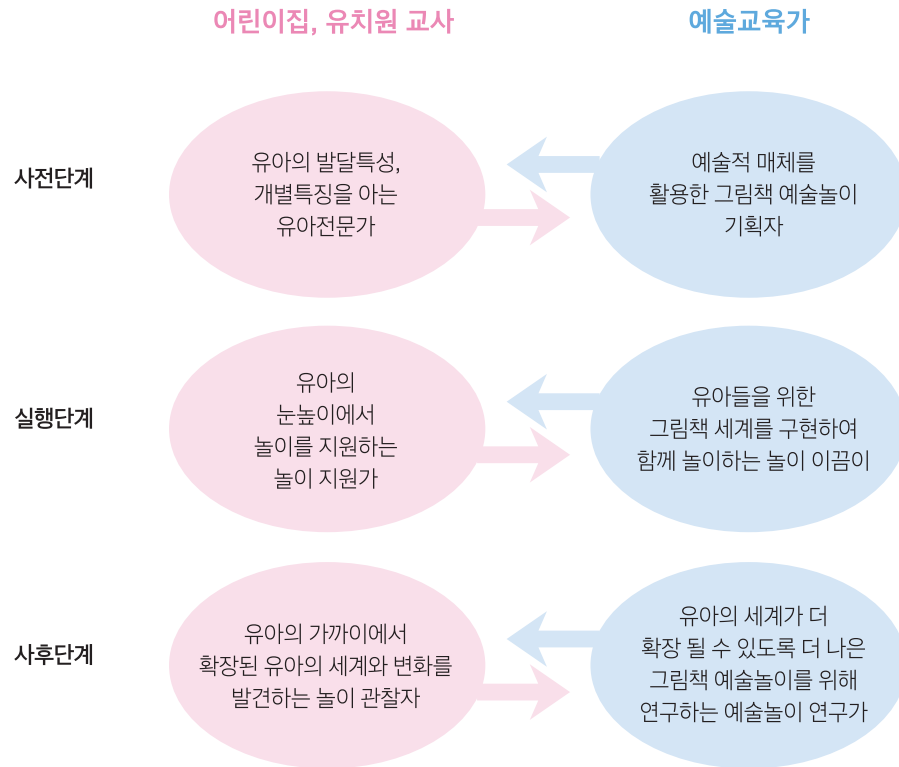 어린이집, 유치원 교사
예술교육가
사전단계
유아의 발달특성,
개별특징을 아는
유아전문가
예술적 매체를
활용한 그림책 예술놀이
기획자
실행단계
유아의
눈높이에서
놀이를 지원하는
놀이 지원가
유아들을 위한
그림책 세계를 구현하여
함께 놀이하는 놀이 이끔이
사후단계
유아의 가까이에서
확장된 유아의 세계와 변화를
발견하는 놀이 관찰자
유아의 세계가 더
확장 될 수 있도록 더 나은
그림책 예술놀이를 위해
연구하는 예술놀이 연구가